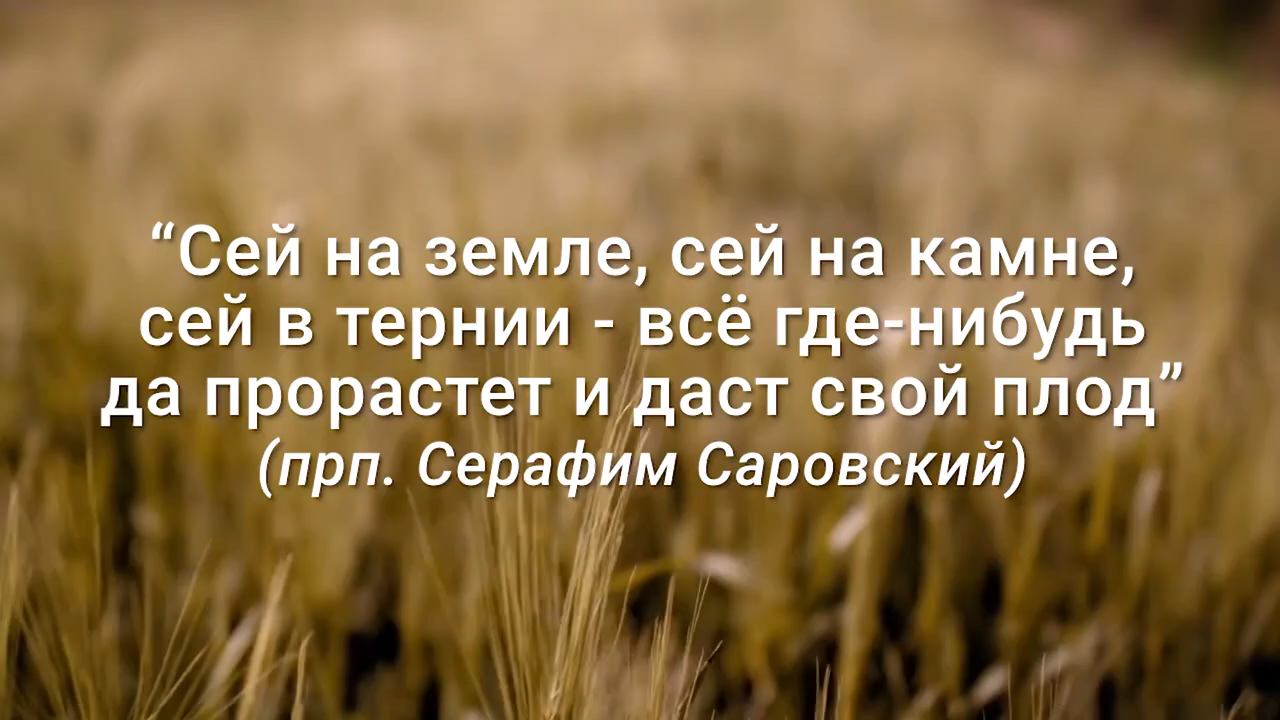 “Сей на земле, сей на камне,
сей в тернии - всё где-нибудь
да прорастет и даст свой плод”
(прп. Серафим Саровский)